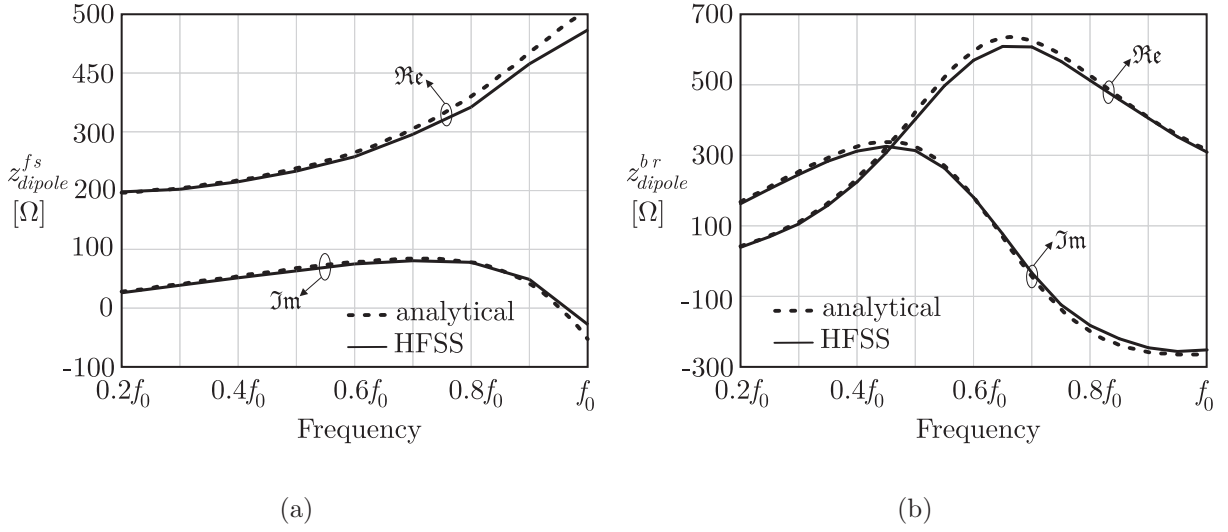 500
450
300
200
100
0
-100
z_{dipole}^{fs}
[Ω]
ℜe
ℑm
analytical
HFSS
0.2f₀ 0.4f₀ 0.6f₀ 0.8f₀ f₀
Frequency
(a)
700
500
300
100
-100
-300
z_{dipole}^{br}
[Ω]
ℜe
ℑm
analytical
HFSS
0.2f₀ 0.4f₀ 0.6f₀ 0.8f₀ f₀
Frequency
(b)